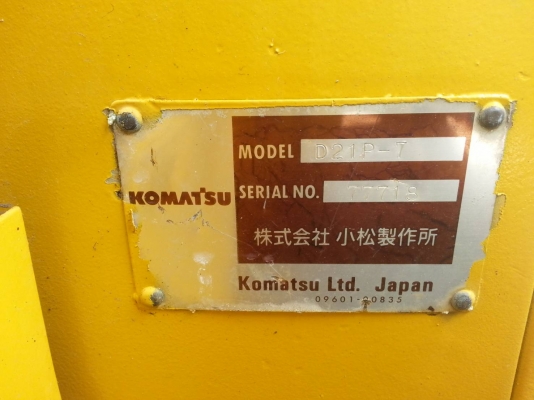 MODEL D21P-7
KOMATSU
SERIAL NO. 77718
株式会社 小松製作所
Komatsu Ltd. Japan
09601-20835